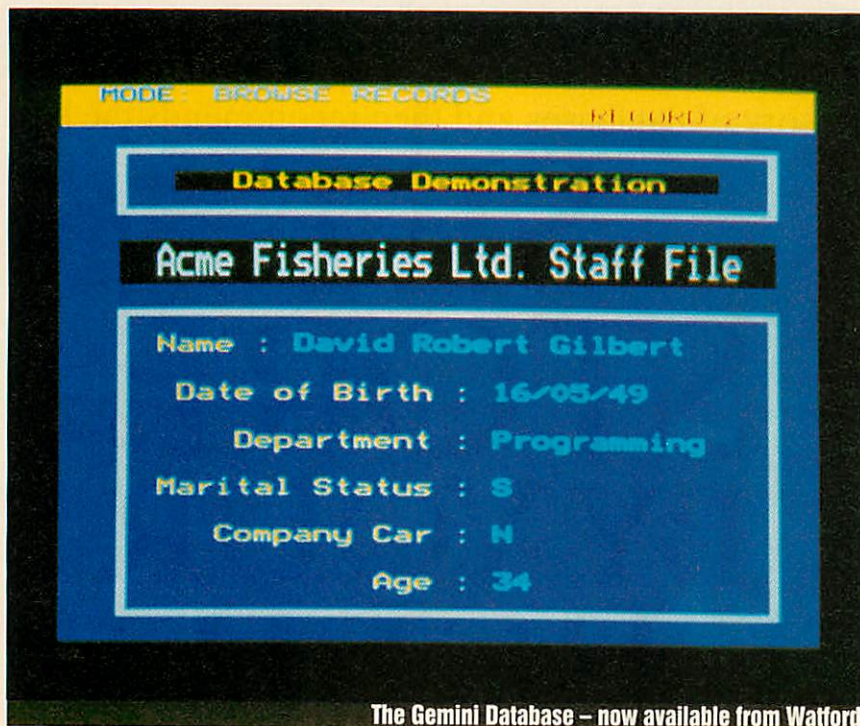 MODE: BROWSE RECORDS
RECORD 2
Database Demonstration
Acme Fisheries Ltd. Staff File
Name : David Robert Gilbert
Date of Birth : 16/05/49
Department : Programming
Marital Status : S
Company Car : N
Age : 34
The Gemini Database – now available from Watford